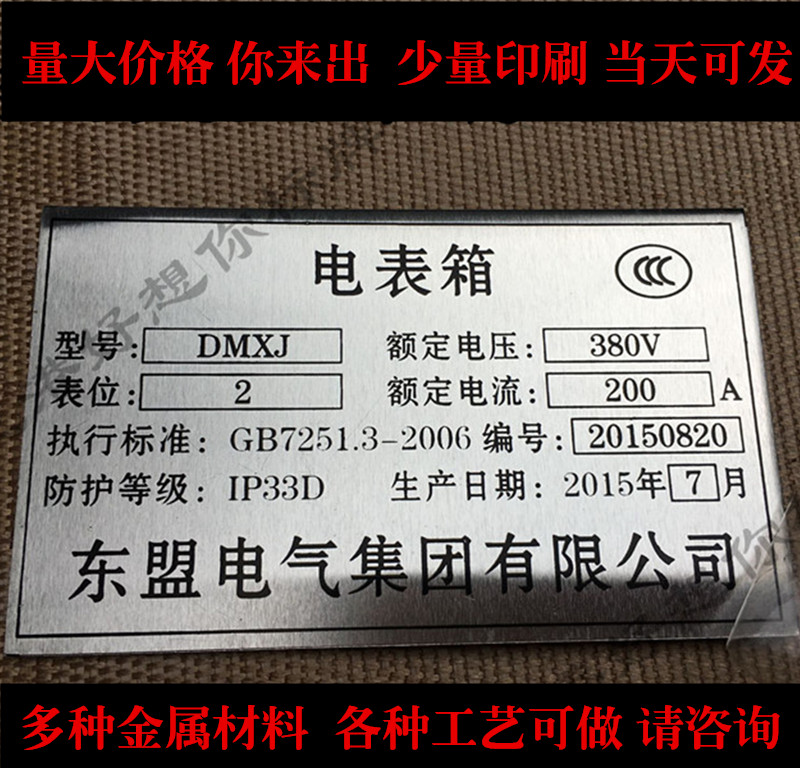 量大价格 你来出 少量印刷 当天可发
电表箱 CCC
型号: DMXJ 额定电压: 380V
表位: 2 额定电流: 200 A
执行标准: GB7251.3-2006 编号: 20150820
防护等级: IP33D 生产日期: 2015年 7 月
东盟电气集团有限公司
多种金属材料 各种工艺可做 请咨询